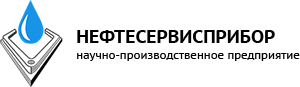 НЕФТЕСЕРВИСПРИБОР
научно-производственное предприятие